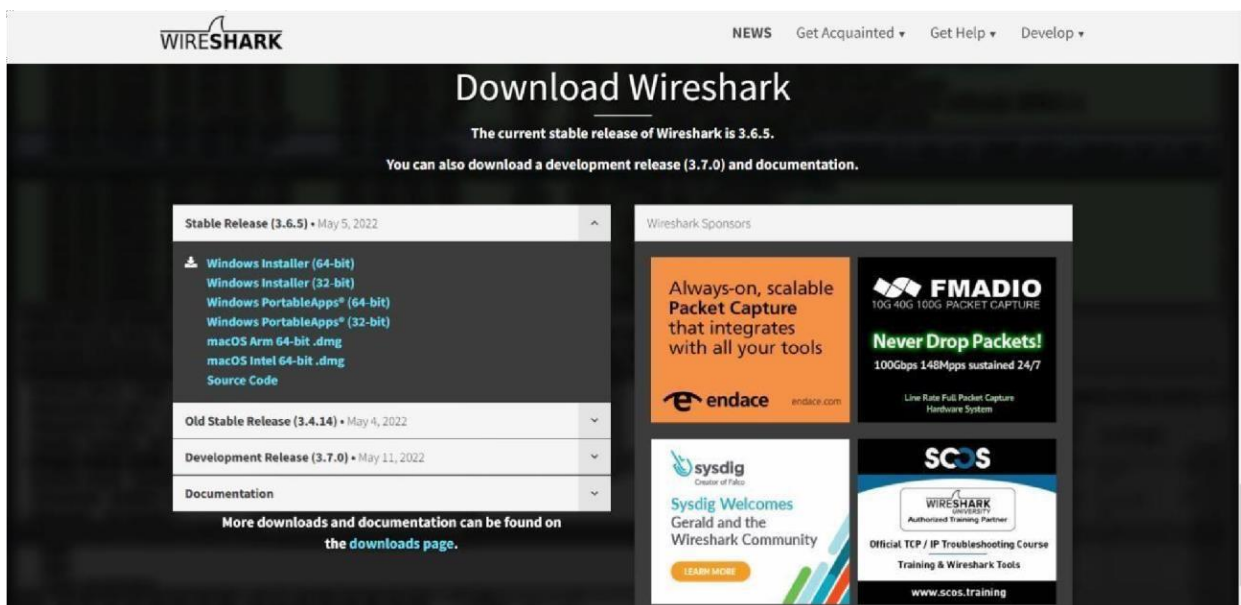 WIRESHARK
NEWS Get Acquainted ▾ Get Help ▾ Develop ▾
Download Wireshark
The current stable release of Wireshark is 3.6.5.
You can also download a development release (3.7.0) and documentation.
Stable Release (3.6.5) • May 5, 2022
Windows Installer (64-bit)
Windows Installer (32-bit)
Windows PortableApps® (64-bit)
Windows PortableApps® (32-bit)
macOS Arm 64-bit .dmg
macOS Intel 64-bit .dmg
Source Code
Old Stable Release (3.4.14) • May 4, 2022
Development Release (3.7.0) • May 11, 2022
Documentation
More downloads and documentation can be found on
the downloads page.
Wireshark Sponsors
Always-on, scalable
Packet Capture
that integrates
with all your tools
endace endace.com
FMADIO
10G 40G 100G PACKET CAPTURE
Never Drop Packets!
100Gbps 148Mpps sustained 24/7
Line Rate Full Packet Capture
Hardware System
sysdig
Creator of Falco
Sysdig Welcomes
Gerald and the
Wireshark Community
LEARN MORE
SCOS
WIRESHARK
UNIVERSITY
Authorized Training Partner
Official TCP / IP Troubleshooting Course
Training & Wireshark Tools
www.scos.training